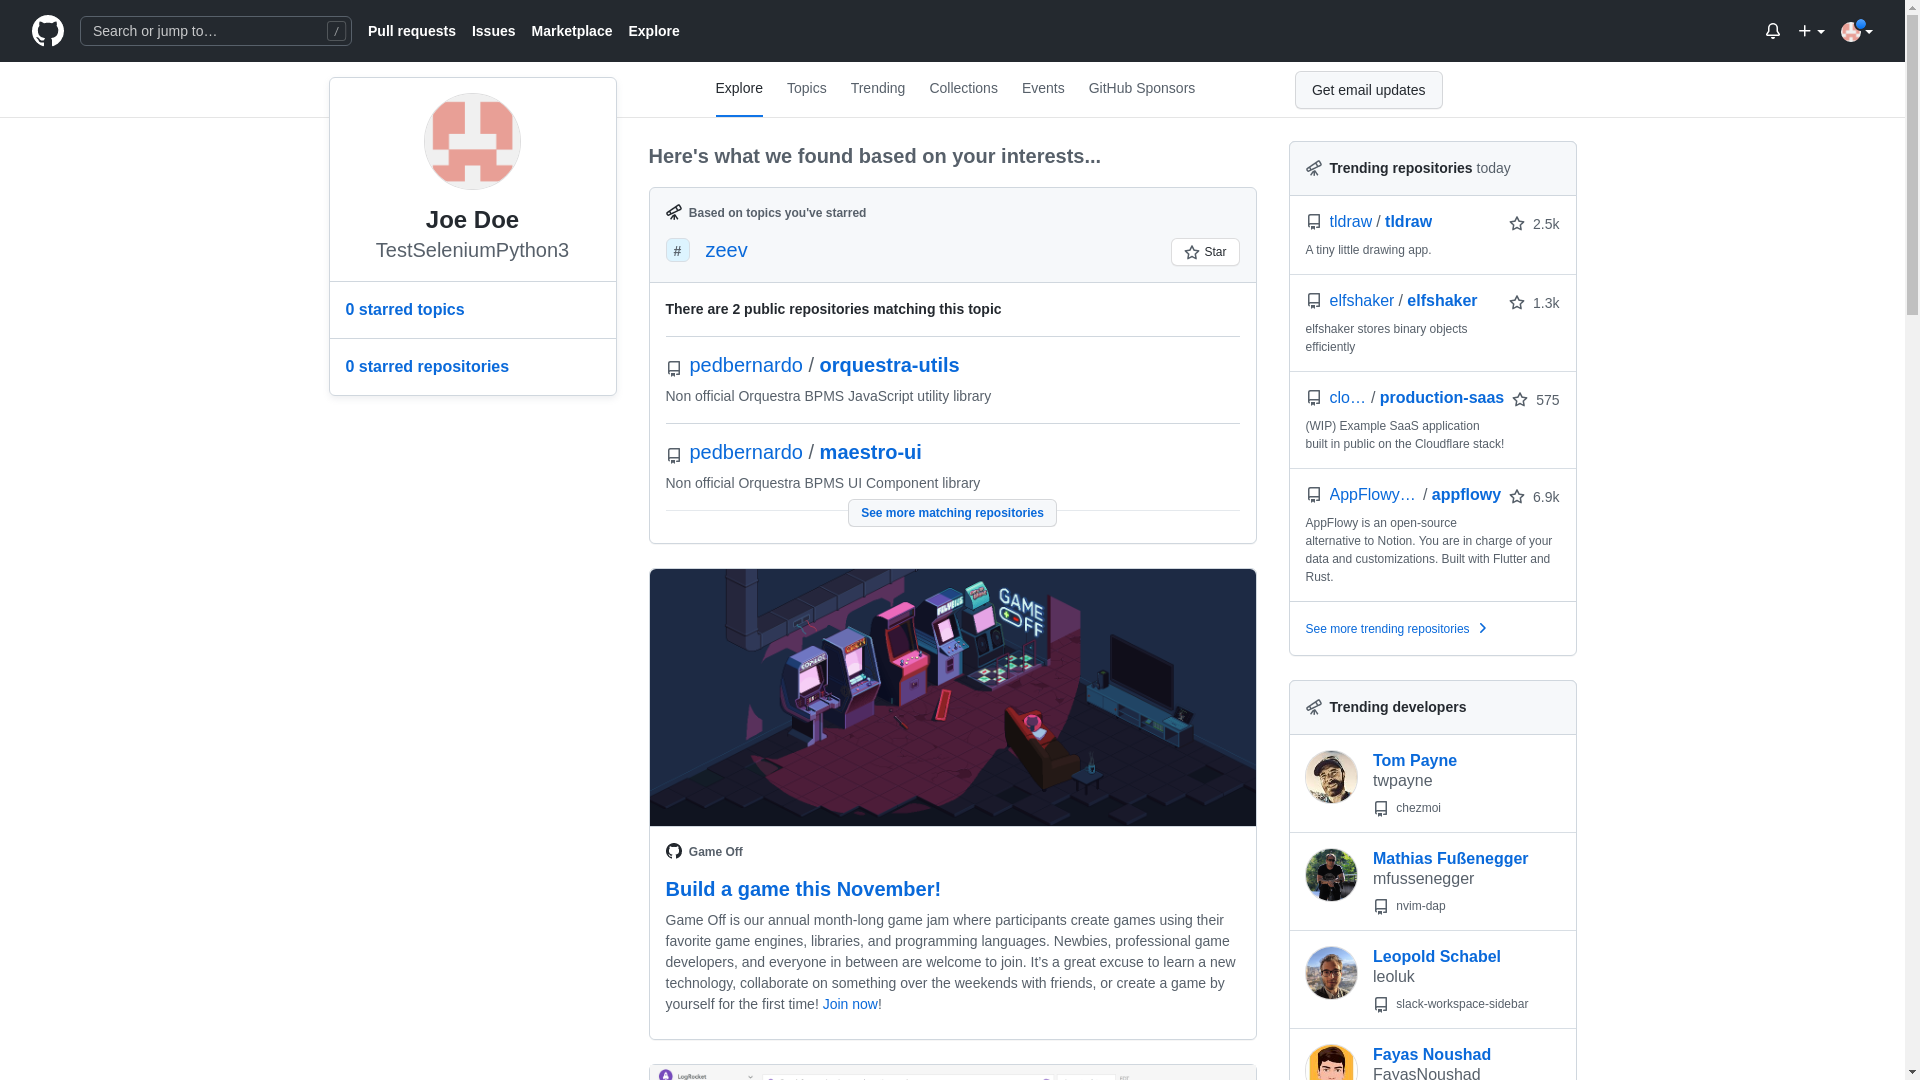 Search or jump to…
/
Pull requests
Issues
Marketplace
Explore
Explore
Topics
Trending
Collections
Events
GitHub Sponsors
Get email updates
Joe Doe
TestSeleniumPython3
0 starred topics
0 starred repositories
Here's what we found based on your interests...
Based on topics you've starred
# zeev
Star
There are 2 public repositories matching this topic
pedbernardo / orquestra-utils
Non official Orquestra BPMS JavaScript utility library
pedbernardo / maestro-ui
Non official Orquestra BPMS UI Component library
See more matching repositories
GAME
OFF
Game Off
Build a game this November!
Game Off is our annual month-long game jam where participants create games using their
favorite game engines, libraries, and programming languages. Newbies, professional game
developers, and everyone in between are welcome to join. It's a great excuse to learn a new
technology, collaborate on something over the weekends with friends, or create a game by
yourself for the first time! Join now!
LogRocket
Trending repositories today
tldraw / tldraw
2.5k
A tiny little drawing app.
elfshaker / elfshaker
1.3k
elfshaker stores binary objects
efficiently
clo… / production-saas
575
(WIP) Example SaaS application
built in public on the Cloudflare stack!
AppFlowy… / appflowy
6.9k
AppFlowy is an open-source
alternative to Notion. You are in charge of your
data and customizations. Built with Flutter and
Rust.
See more trending repositories
Trending developers
Tom Payne
twpayne
chezmoi
Mathias Fußenegger
mfussenegger
nvim-dap
Leopold Schabel
leoluk
slack-workspace-sidebar
Fayas Noushad
FayasNoushad